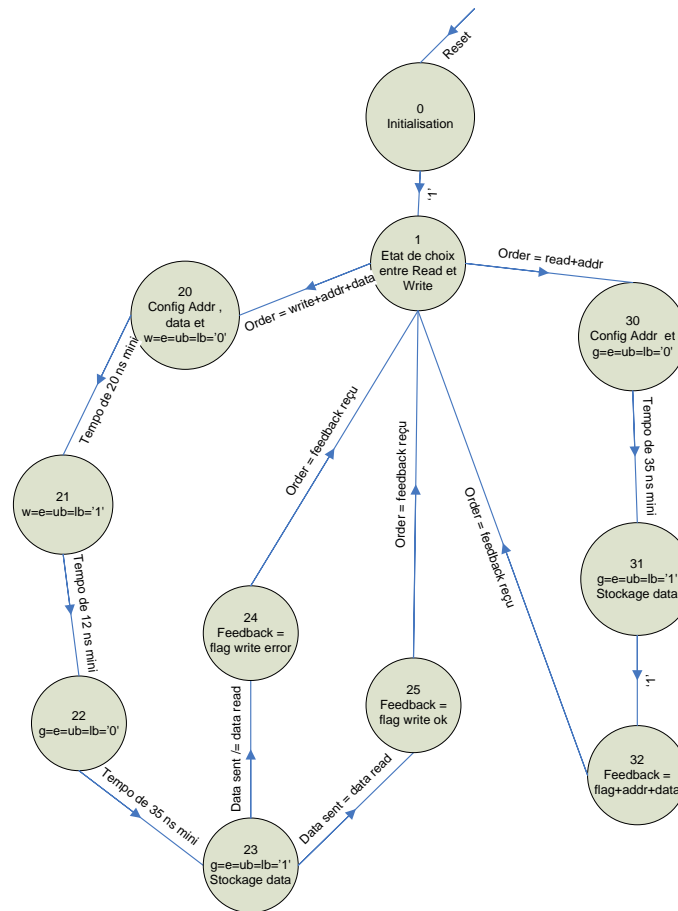 Reset
0
Initialisation
'1'
1
Etat de choix
entre Read et
Write
Order = read+addr
Order = write+addr+data
20
Config Addr ,
data et
w=e=ub=lb='0'
30
Config Addr et
g=e=ub=lb='0'
Tempo de 20 ns mini
Tempo de 35 ns mini
Order = feedback reçu
Order = feedback reçu
Order = feedback reçu
21
w=e=ub=lb='1'
31
g=e=ub=lb='1'
Stockage data
Tempo de 12 ns mini
24
Feedback =
flag write error
'1'
25
Feedback =
flag write ok
22
g=e=ub=lb='0'
32
Feedback =
flag+addr+data
Data sent /= data read
Tempo de 35 ns mini
Data sent = data read
23
g=e=ub=lb='1'
Stockage data